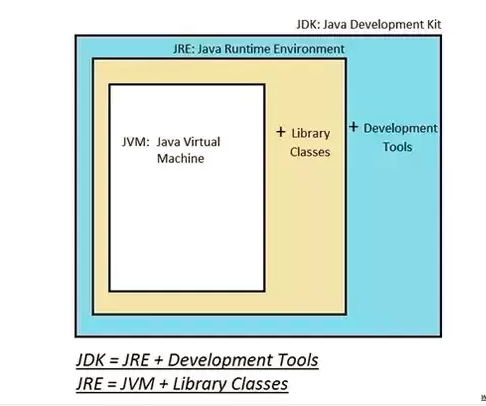 JDK: Java Development Kit
JRE: Java Runtime Environment
JVM: Java Virtual
Machine
+ Library
Classes
+ Development
Tools
JDK = JRE + Development Tools
JRE = JVM + Library Classes